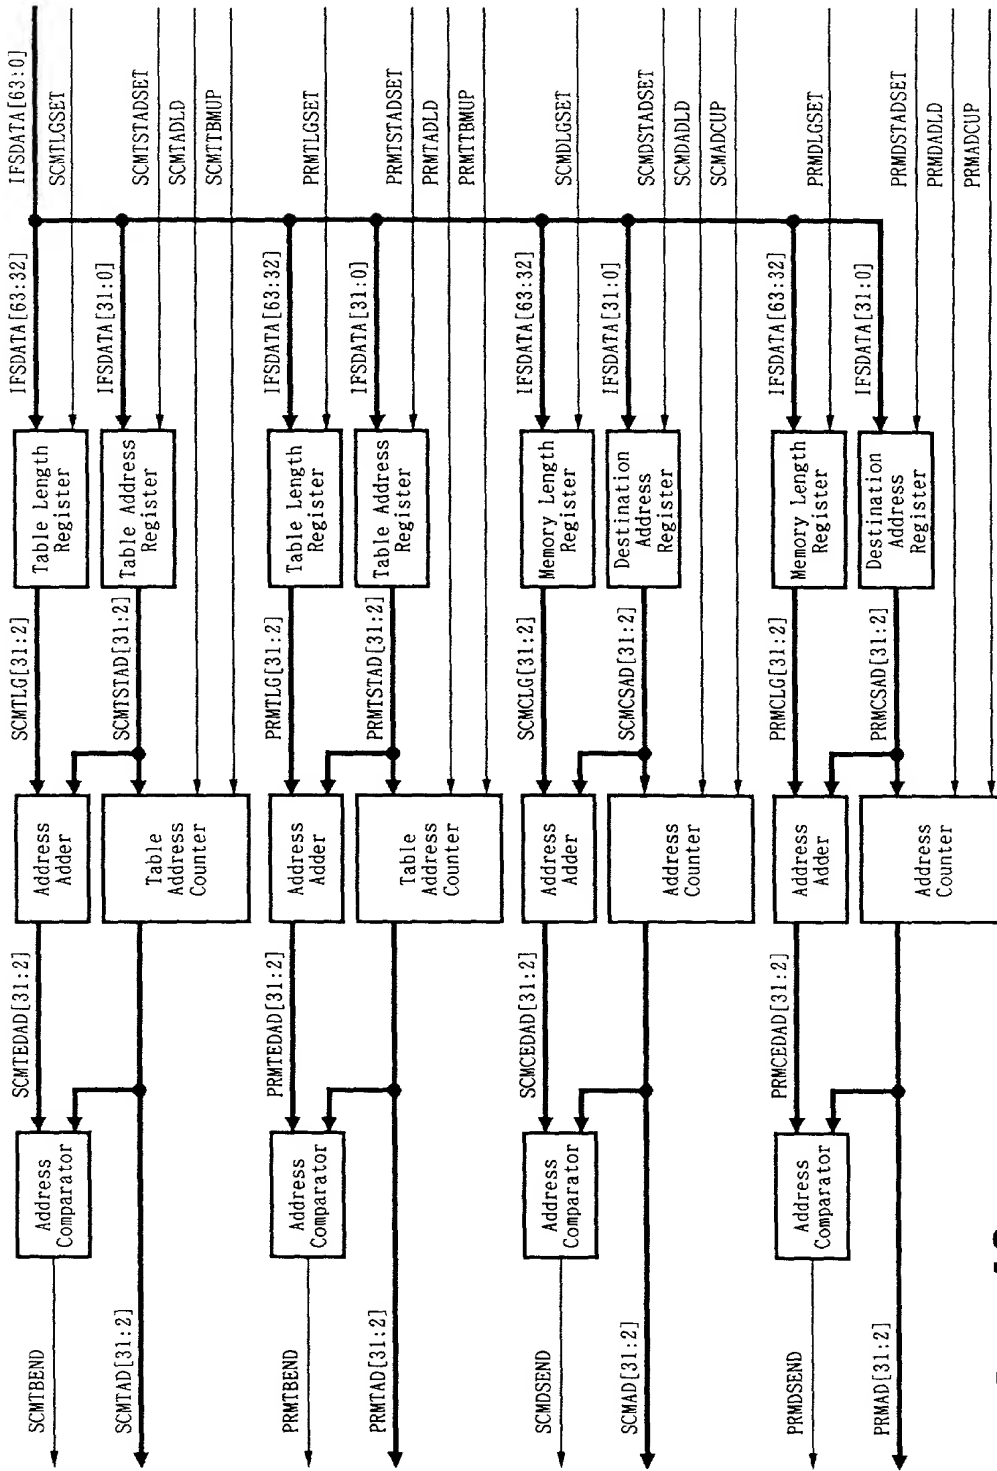 IFSDATA[63:0]
SCMTLGSET
SCMTSTADSET
SCMTADLD
SCMTTBMUP
PRMTLGSET
PRMTSTADSET
PRMTADLD
PRMTTBMUP
SCMDLGSET
SCMDSTADSET
SCMDADLD
SCMADCUP
PRMDLGSET
PRMDSTADSET
PRMDADLD
PRMADCUP
IFSDATA[63:32]
IFSDATA[31:0]
IFSDATA[63:32]
IFSDATA[31:0]
IFSDATA[63:32]
IFSDATA[31:0]
IFSDATA[63:32]
IFSDATA[31:0]
Table Length
Register
Table Address
Register
Table Length
Register
Table Address
Register
Memory Length
Register
Destination
Address
Register
Memory Length
Register
Destination
Address
Register
SCMTLG[31:2]
SCMTSTAD[31:2]
PRMTLG[31:2]
PRMTSTAD[31:2]
SCMCLG[31:2]
SCMCSAD[31:2]
PRMCLG[31:2]
PRMCSAD[31:2]
Address
Adder
Table
Address
Counter
Address
Adder
Table
Address
Counter
Address
Adder
Address
Counter
Address
Adder
Address
Counter
SCMTEDAD[31:2]
PRMTEDAD[31:2]
SCMCEDAD[31:2]
PRMCEDAD[31:2]
Address
Comparator
Address
Comparator
Address
Comparator
Address
Comparator
SCMTBEND
SCMTAD[31:2]
PRMTBEND
PRMTAD[31:2]
SCMDSEND
SCMAD[31:2]
PRMDSEND
PRMAD[31:2]